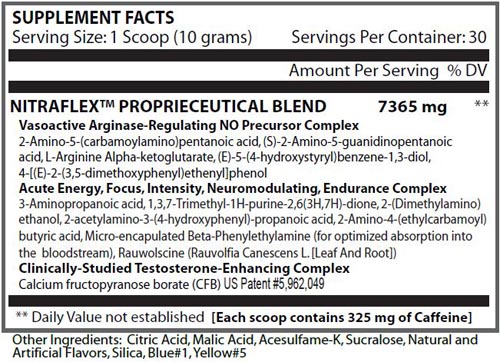 SUPPLEMENT FACTS
Serving Size: 1 Scoop (10 grams) Servings Per Container: 30
Amount Per Serving % DV
NITRAFLEX™ PROPRIECEUTICAL BLEND 7365 mg **
Vasoactive Arginase-Regulating NO Precursor Complex
2-Amino-5-(carbamoylamino)pentanoic acid, (S)-2-Amino-5-guanidinopentanoic
acid, L-Arginine Alpha-ketoglutarate, (E)-5-(4-hydroxystyryl)benzene-1,3-diol,
4-[(E)-2-(3,5-dimethoxyphenyl)ethenyl]phenol
Acute Energy, Focus, Intensity, Neuromodulating, Endurance Complex
3-Aminopropanoic acid, 1,3,7-Trimethyl-1H-purine-2,6(3H,7H)-dione, 2-(Dimethylamino)
ethanol, 2-acetylamino-3-(4-hydroxyphenyl)-propanoic acid, 2-Amino-4-(ethylcarbamoyl)
butyric acid, Micro-encapulated Beta-Phenylethylamine (for optimized absorption into
the bloodstream), Rauwolscine (Rauvolfia Canescens L. [Leaf And Root])
Clinically-Studied Testosterone-Enhancing Complex
Calcium fructopyranose borate (CFB) US Patent #5,962,049
** Daily Value not established [Each scoop contains 325 mg of Caffeine]
Other Ingredients: Citric Acid, Malic Acid, Acesulfame-K, Sucralose, Natural and
Artificial Flavors, Silica, Blue#1, Yellow#5